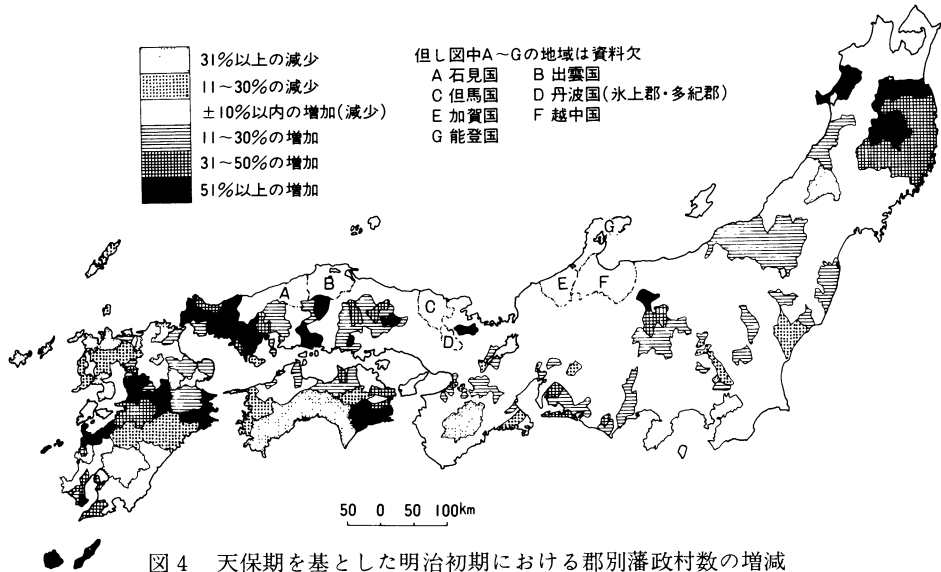 31%以上の減少
11~30%の減少
±10%以内の増加(減少)
11~30%の増加
31~50%の増加
51%以上の増加
但し図中A~Gの地域は資料欠
A 石見国 B 出雲国
C 但馬国 D 丹波国(氷上郡・多紀郡)
E 加賀国 F 越中国
G 能登国
G
E F
A B C
D
50 0 50 100km
図4 天保期を基とした明治初期における郡別藩政村数の増減